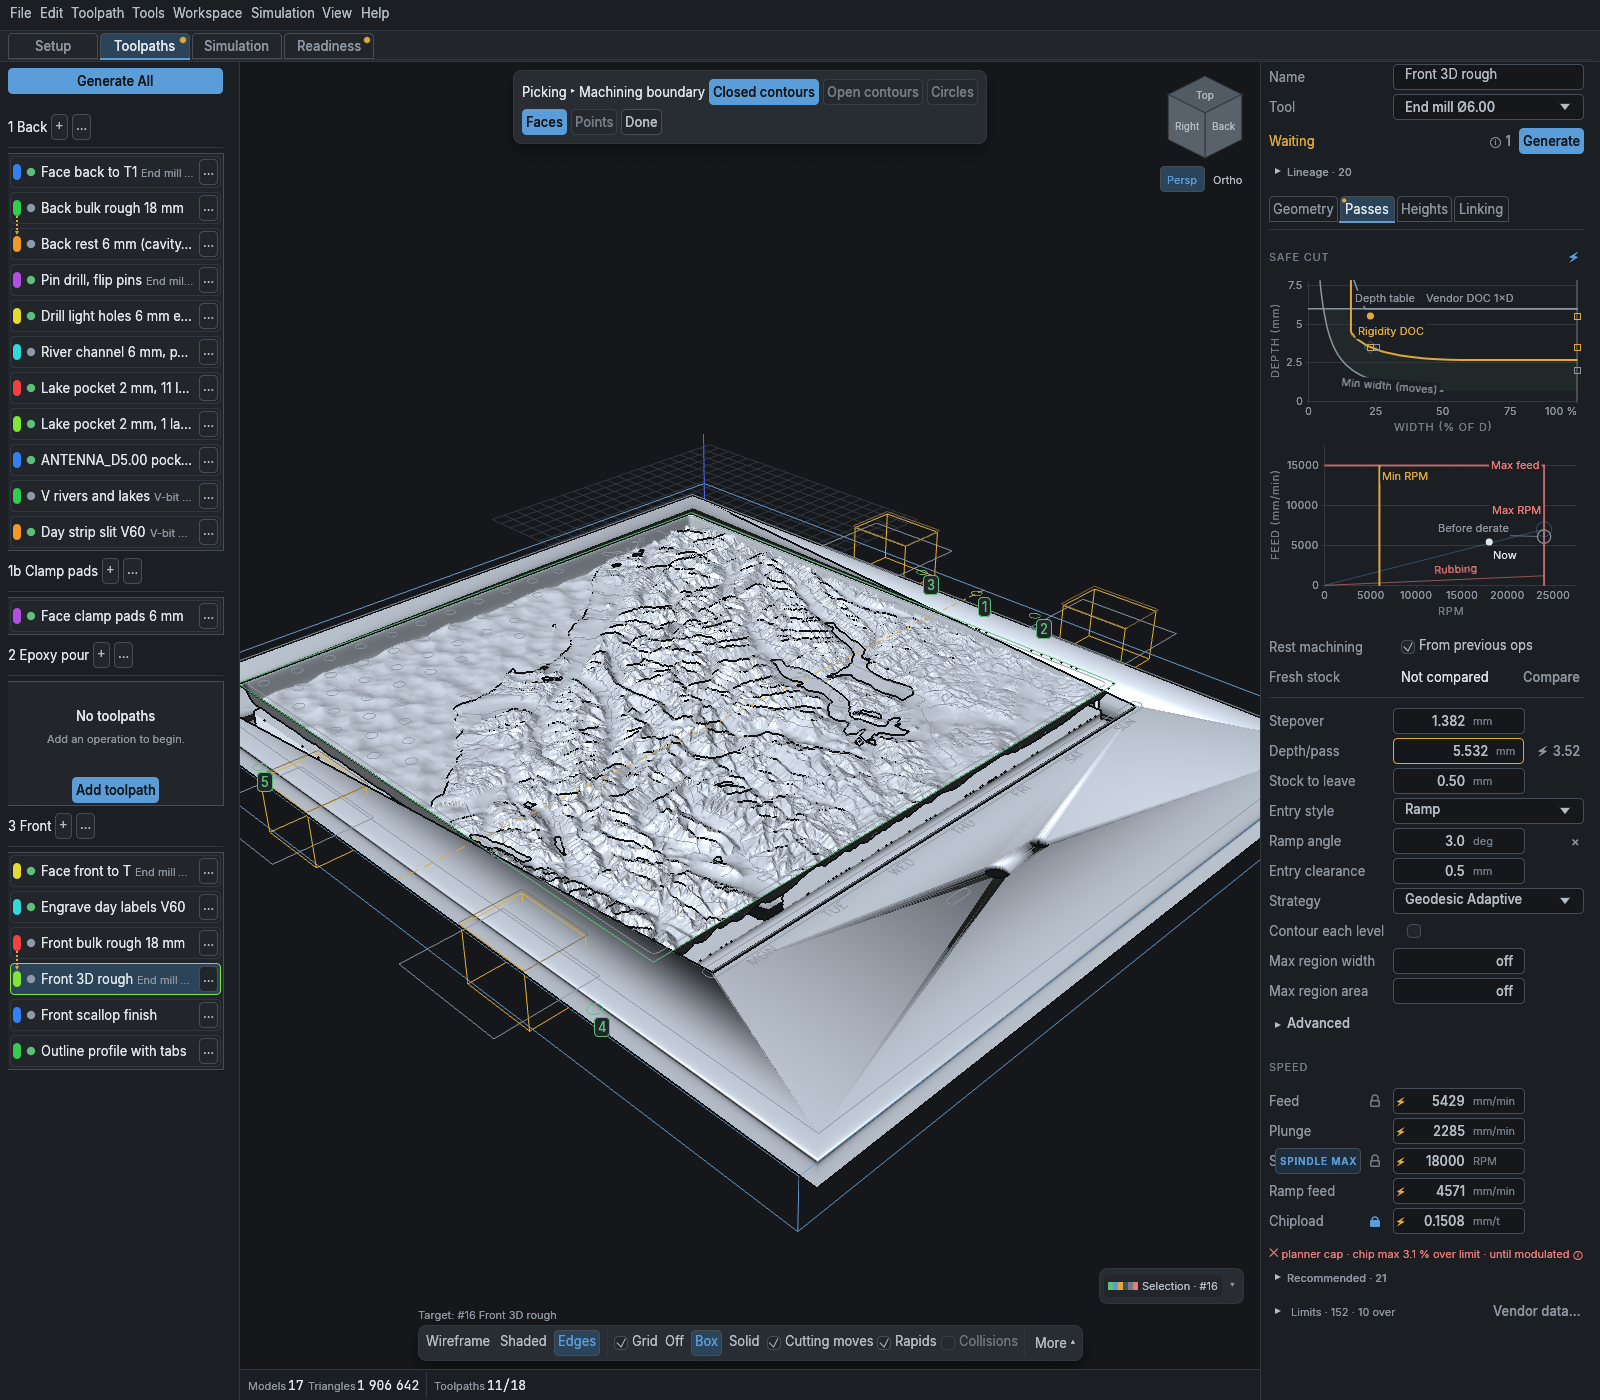 File Edit Toolpath Tools Workspace Simulation View Help
Setup Toolpaths Simulation Readiness
Generate All
1 Back + ...
Face back to T1 End mill ... ...
Back bulk rough 18 mm ...
Back rest 6 mm (cavity... ...
Pin drill, flip pins End mil... ...
Drill light holes 6 mm e... ...
River channel 6 mm, p... ...
Lake pocket 2 mm, 11 l... ...
Lake pocket 2 mm, 1 la... ...
ANTENNA_D5.00 pock... ...
V rivers and lakes V-bit ... ...
Day strip slit V60 V-bit ... ...
1b Clamp pads + ...
Face clamp pads 6 mm ...
2 Epoxy pour + ...
No toolpaths
Add an operation to begin.
Add toolpath
3 Front + ...
Face front to T End mill ... ...
Engrave day labels V60 ...
Front bulk rough 18 mm ...
Front 3D rough End mill ... ...
Front scallop finish ...
Outline profile with tabs ...
Picking ‣ Machining boundary Closed contours Open contours Circles
Faces Points Done
Top
Right Back
Persp Ortho
3
1
2
5
4
SAT
FRI
THU
WED
TUE
MON
Selection · #16
Target: #16 Front 3D rough
Wireframe Shaded Edges Grid Off Box Solid Cutting moves Rapids Collisions More
Models 17 Triangles 1 906 642 Toolpaths 11/18
Name Front 3D rough
Tool End mill Ø6.00
Waiting 1 Generate
Lineage · 20
Geometry Passes Heights Linking
SAFE CUT
DEPTH (mm)
7.5
5
2.5
0
Depth table Vendor DOC 1×D
Rigidity DOC
Min width (moves)
0 25 50 75 100 %
WIDTH (% OF D)
FEED (mm/min)
15000
10000
5000
0
Max feed
Min RPM
Max RPM
Before derate
Now
Rubbing
0 5000 10000 15000 20000 25000
RPM
Rest machining From previous ops
Fresh stock Not compared Compare
Stepover 1.382 mm
Depth/pass 5.532 mm 3.52
Stock to leave 0.50 mm
Entry style Ramp
Ramp angle 3.0 deg ×
Entry clearance 0.5 mm
Strategy Geodesic Adaptive
Contour each level
Max region width off
Max region area off
Advanced
SPEED
Feed 5429 mm/min
Plunge 2285 mm/min
S SPINDLE MAX 18000 RPM
Ramp feed 4571 mm/min
Chipload 0.1508 mm/t
planner cap · chip max 3.1 % over limit · until modulated
Recommended · 21
Limits · 152 · 10 over Vendor data...